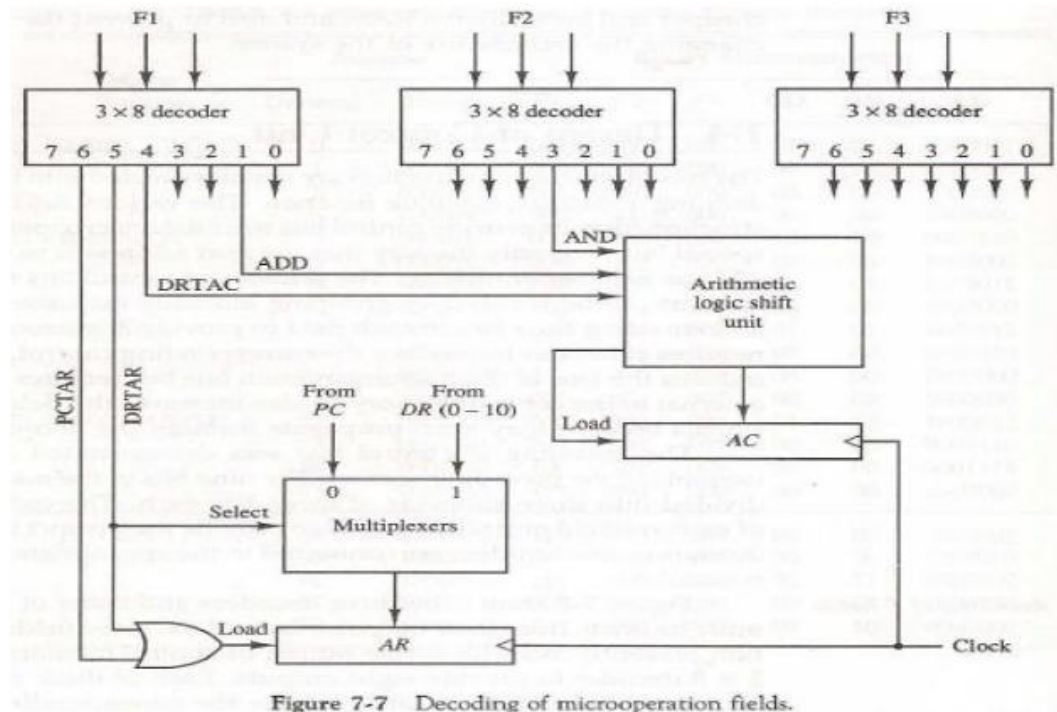 F1 F2 F3
3 × 8 decoder 3 × 8 decoder 3 × 8 decoder
7 6 5 4 3 2 1 0 7 6 5 4 3 2 1 0 7 6 5 4 3 2 1 0
AND
ADD
DRTAC
Arithmetic
logic shift
unit
PCTAR
DRTAR
From
PC
From
DR (0 – 10)
Load
AC
0 1
Select
Multiplexers
Load
AR
Clock
Figure 7-7 Decoding of microoperation fields.